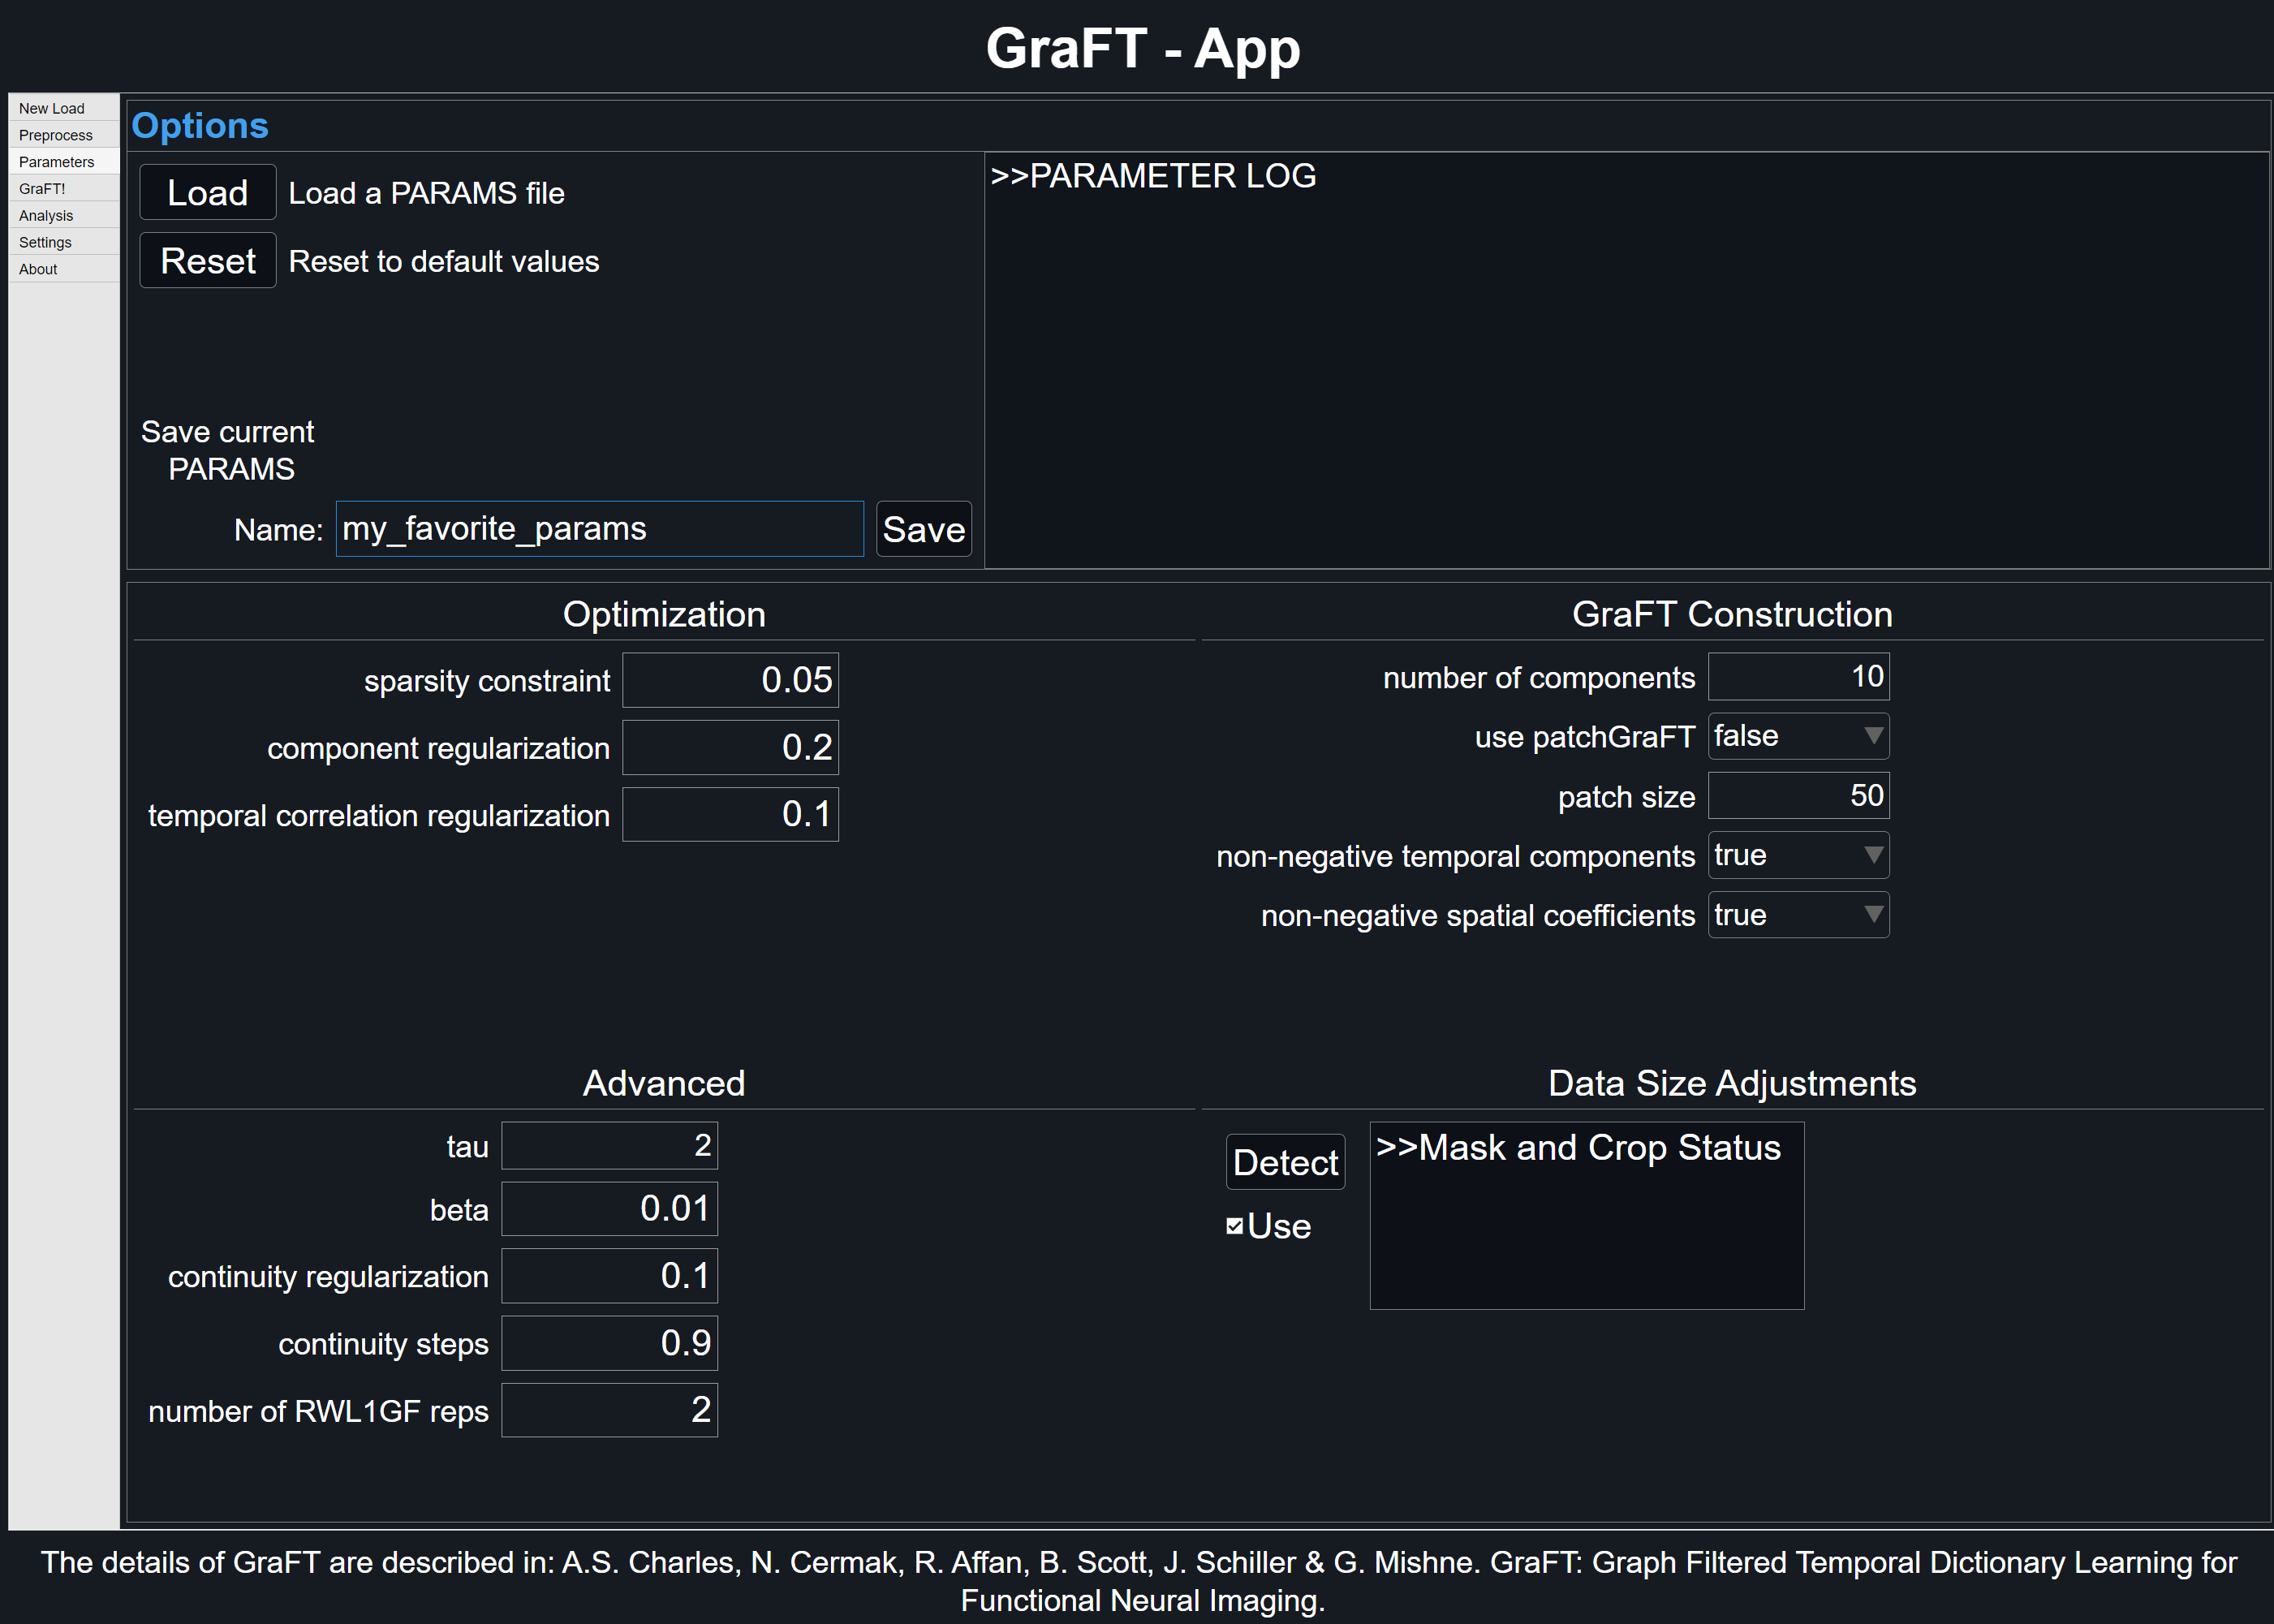 GraFT - App
New Load
Preprocess
Parameters
GraFT!
Analysis
Settings
About
Options
Load Load a PARAMS file
Reset Reset to default values
Save current
PARAMS
Name: my_favorite_params Save
>>PARAMETER LOG
Optimization
sparsity constraint 0.05
component regularization 0.2
temporal correlation regularization 0.1
GraFT Construction
number of components 10
use patchGraFT false
patch size 50
non-negative temporal components true
non-negative spatial coefficients true
Advanced
tau 2
beta 0.01
continuity regularization 0.1
continuity steps 0.9
number of RWL1GF reps 2
Data Size Adjustments
Detect
Use
>>Mask and Crop Status
The details of GraFT are described in: A.S. Charles, N. Cermak, R. Affan, B. Scott, J. Schiller & G. Mishne. GraFT: Graph Filtered Temporal Dictionary Learning for
Functional Neural Imaging.